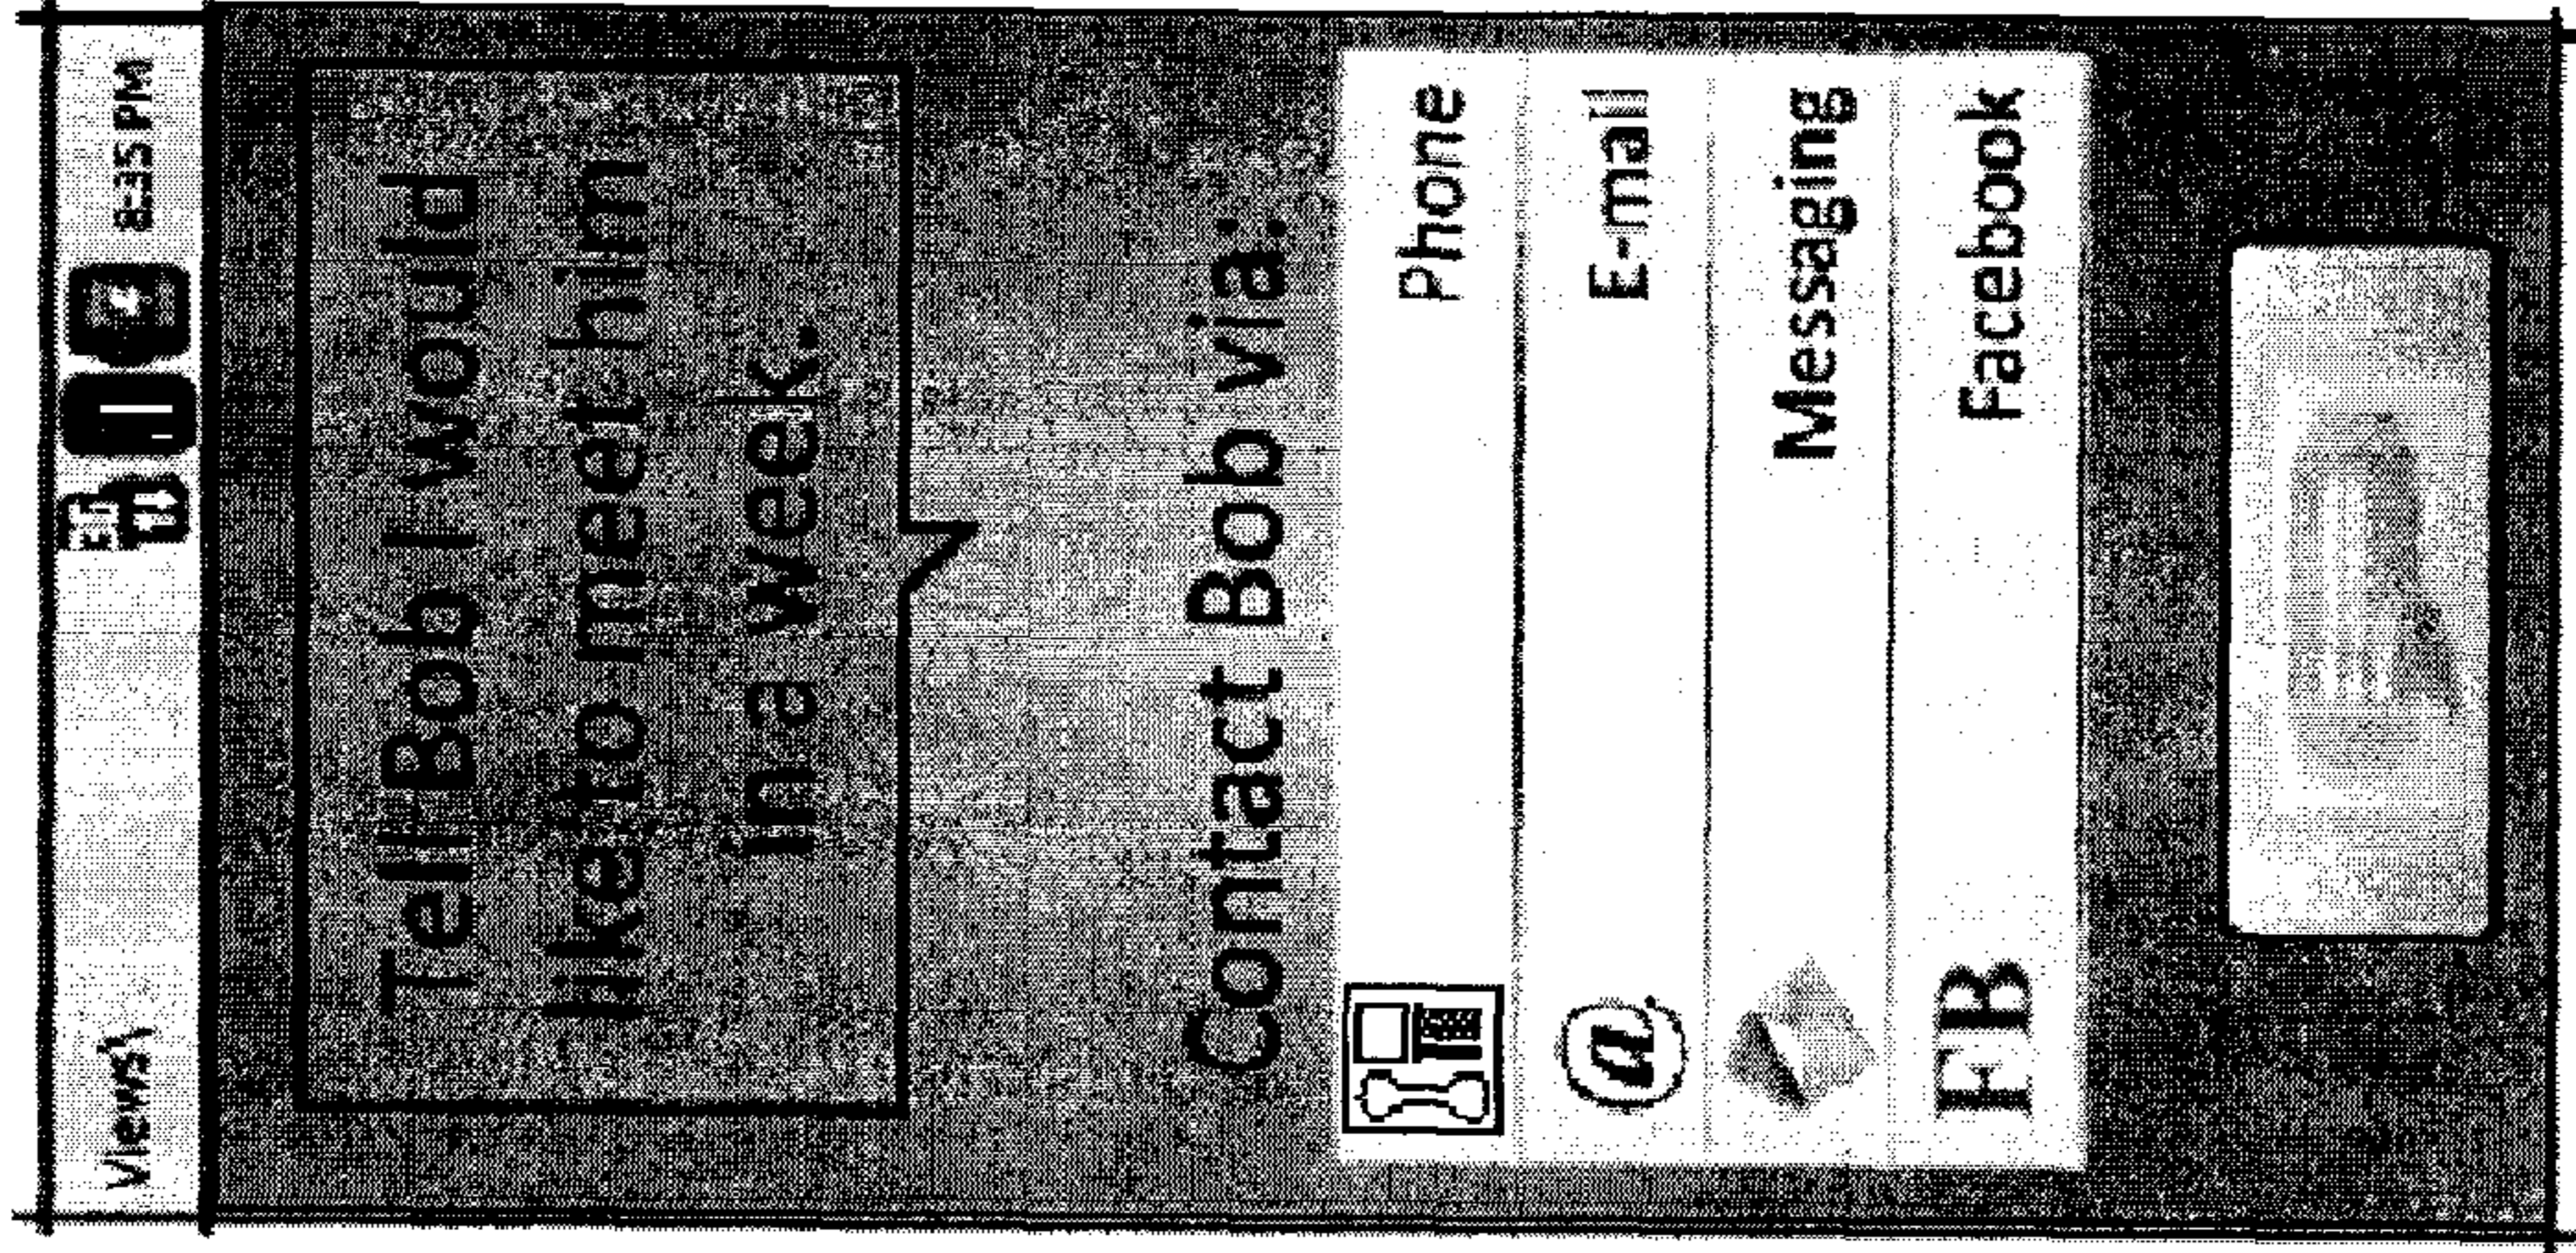 Views
8:35 PM
Tell Bob I would
like to meet him
in a week.
Contact Bob via:
Phone
@ E-mail
Messaging
FB Facebook